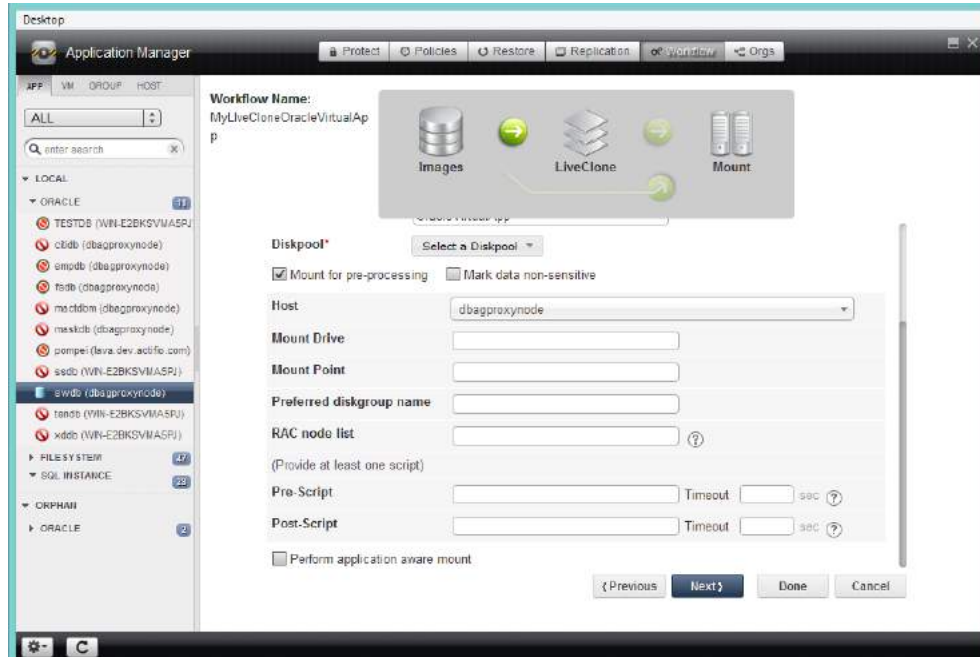 Desktop
Application Manager
Protect Policies Restore Replication Workflow Orgs
APP VM GROUP HOST
ALL
enter search
LOCAL
ORACLE 11
TESTDB (WIN-E2BKSVMA5PJ
citidb (dbagproxynode)
empdb (dbagproxynode)
fsdb (dbagproxynode)
mactdbm (dbagproxynode)
maskdb (dbagproxynode)
pompei (lava.dev.actifio.com)
ssdb (WIN-E2BKSVMA5PJ)
swdb (dbagproxynode)
tondb (WIN-E2BKSVMA5PJ)
xddb (WIN-E2BKSVMA5PJ)
FILESYSTEM
SQL INSTANCE
ORPHAN
ORACLE 2
Workflow Name:
MyLIveCloneOracleVirtualAp
p
Images LiveClone Mount
Diskpool* Select a Diskpool
Mount for pre-processing Mark data non-sensitive
Host dbagproxynode
Mount Drive
Mount Point
Preferred diskgroup name
RAC node list ?
(Provide at least one script)
Pre-Script Timeout sec ?
Post-Script Timeout sec ?
Perform application aware mount
Previous Next Done Cancel